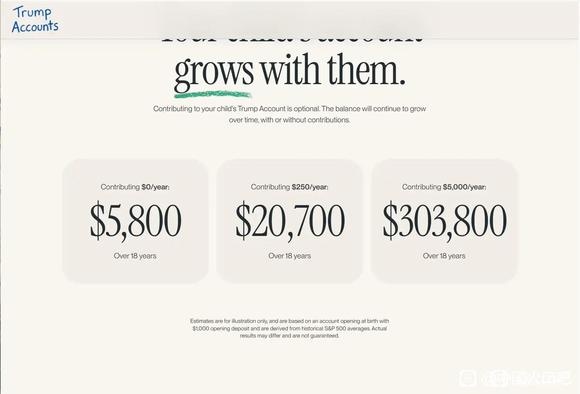 Trump
Accounts
Your child's account
grows with them.
Contributing to your child's Trump Account is optional. The balance will continue to grow
over time, with or without contributions.
Contributing $0/year:
$5,800
Over 18 years
Contributing $250/year:
$20,700
Over 18 years
Contributing $5,000/year:
$303,800
Over 18 years
Estimates are for illustration only, and are based on an account opening at birth with
$1,000 opening deposit and are derived from historical S&P 500 averages. Actual
results may differ and are not guaranteed.